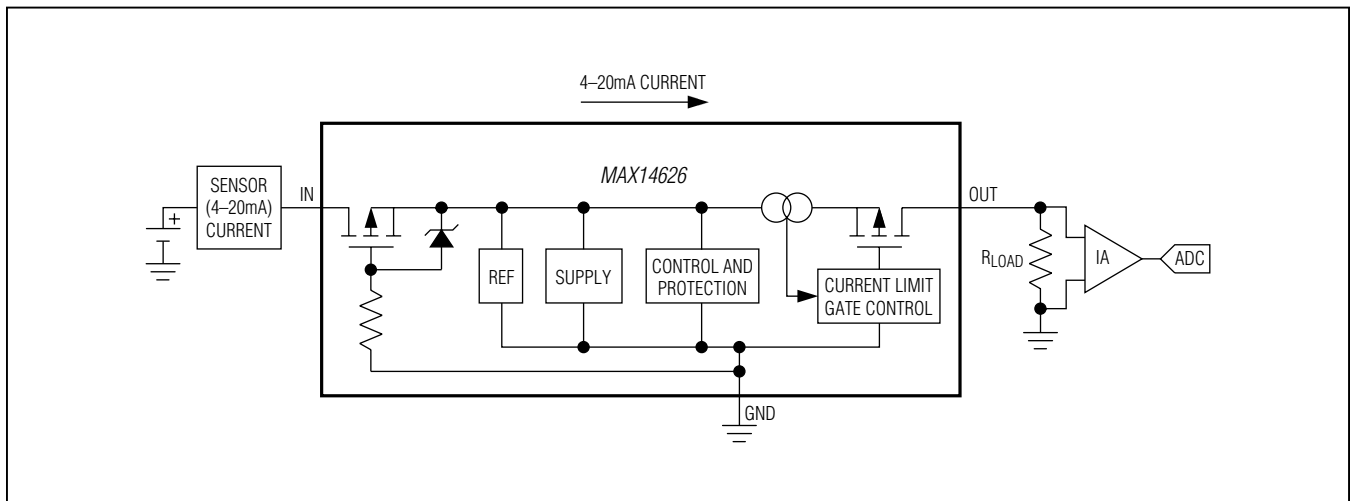 4–20mA CURRENT
MAX14626
SENSOR
(4–20mA)
CURRENT
+
IN
REF
SUPPLY
CONTROL AND
PROTECTION
CURRENT LIMIT
GATE CONTROL
OUT
RLOAD
IA
ADC
GND